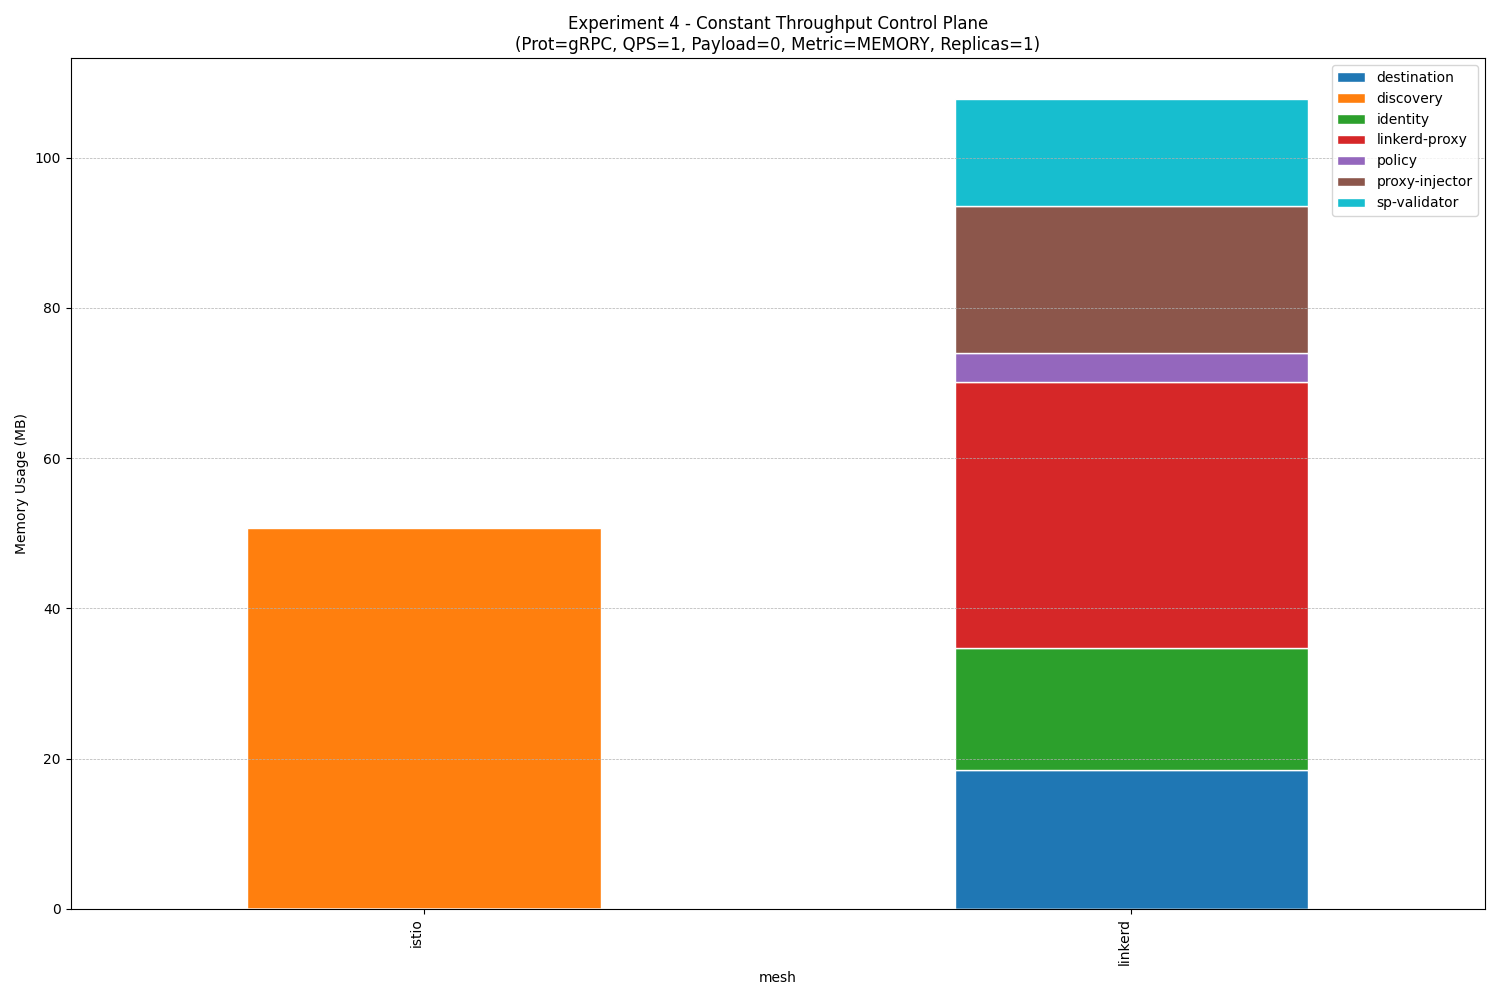 Experiment 4 - Constant Throughput Control Plane
(Prot=gRPC, QPS=1, Payload=0, Metric=MEMORY, Replicas=1)
destination
discovery
identity
linkerd-proxy
policy
proxy-injector
sp-validator
Memory Usage (MB)
100
80
60
40
20
0
istio
linkerd
mesh